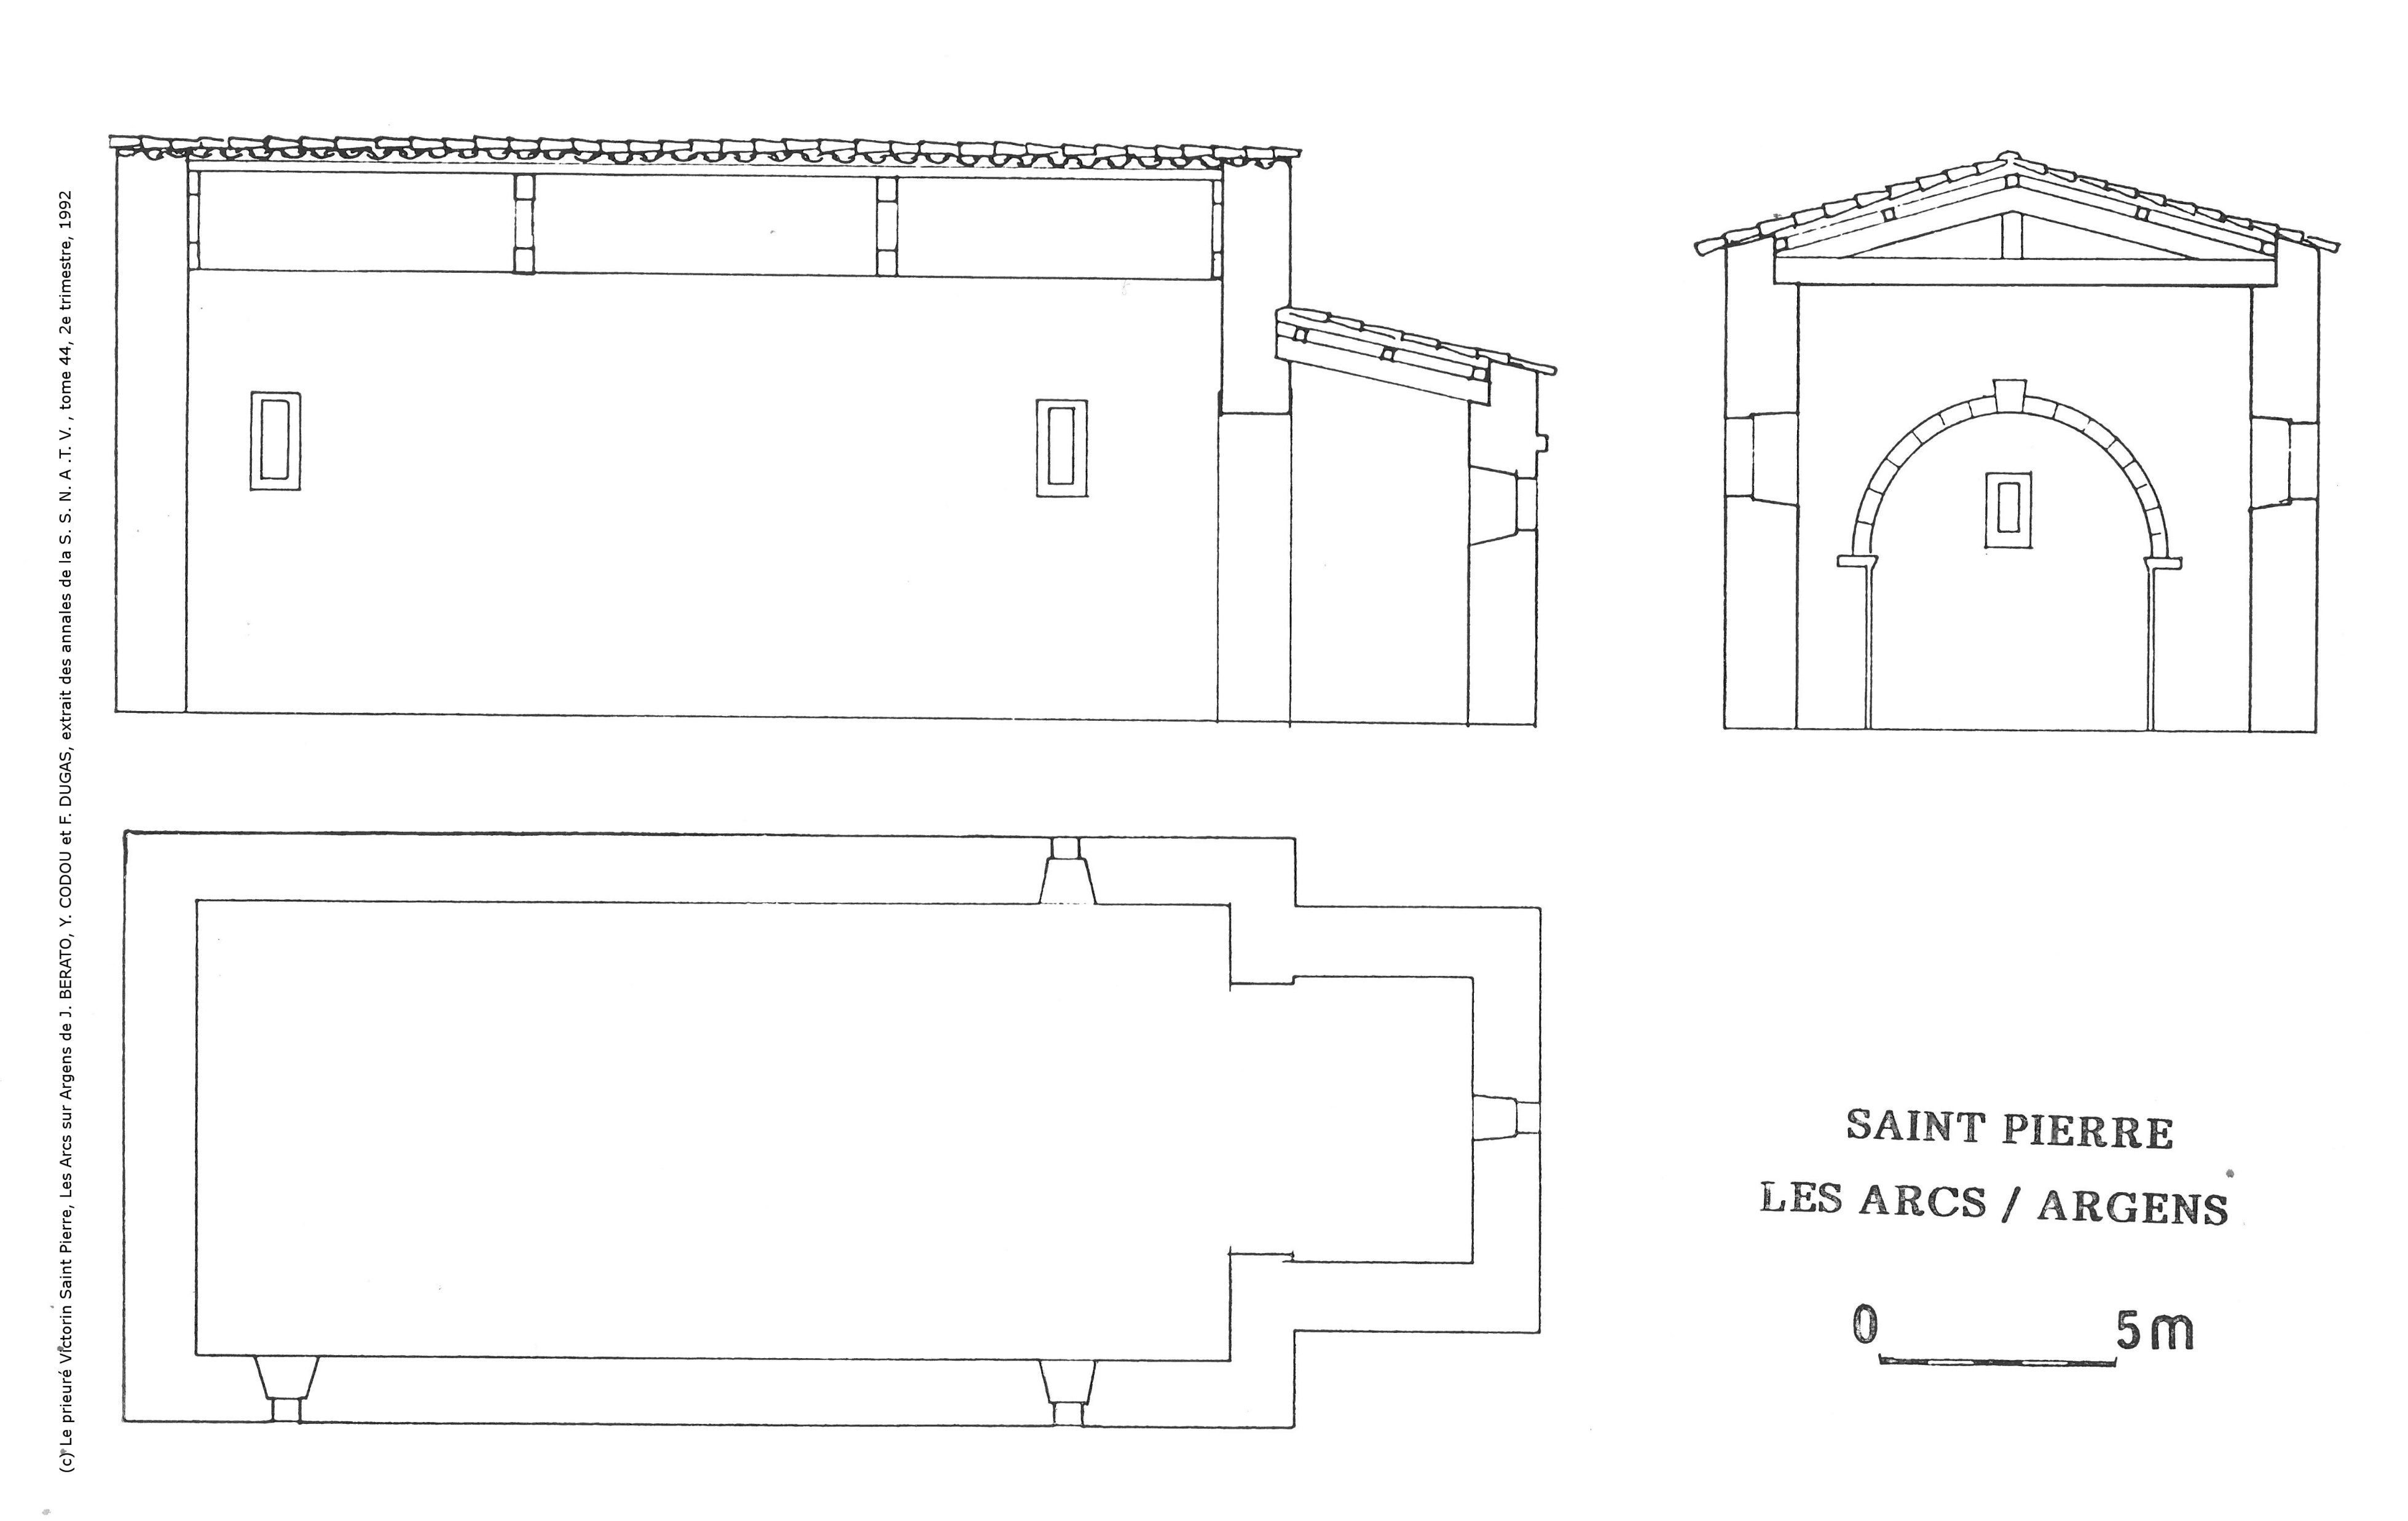 (c) Le prieuré Victorin Saint Pierre, Les Arcs sur Argens de J. BERATO, Y. CODOU et F. DUGAS, extrait des annales de la S. S. N. A .T. V. , tome 44, 2e trimestre, 1992
SAINT PIERRE
LES ARCS / ARGENS
0 5m